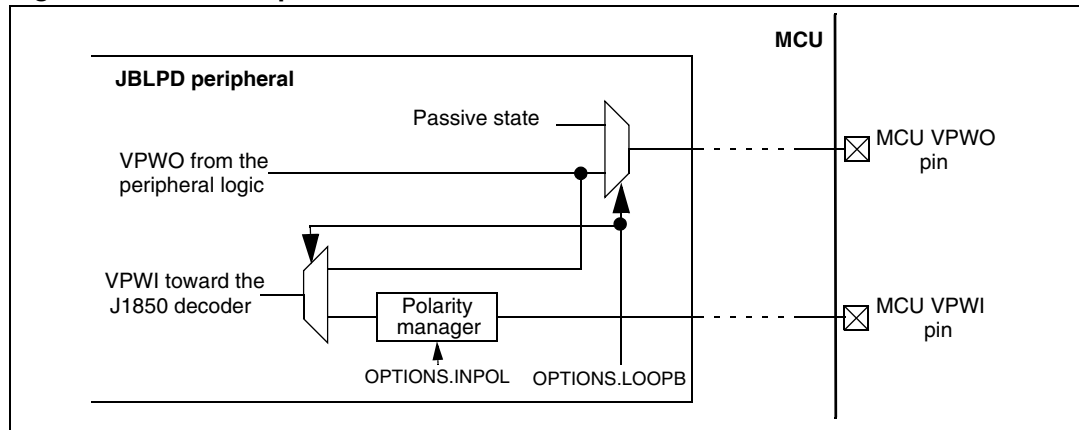 MCU
JBLPD peripheral
Passive state
MCU VPWO
pin
VPWO from the
peripheral logic
VPWI toward the
J1850 decoder
Polarity
manager
MCU VPWI
pin
OPTIONS.INPOL
OPTIONS.LOOPB